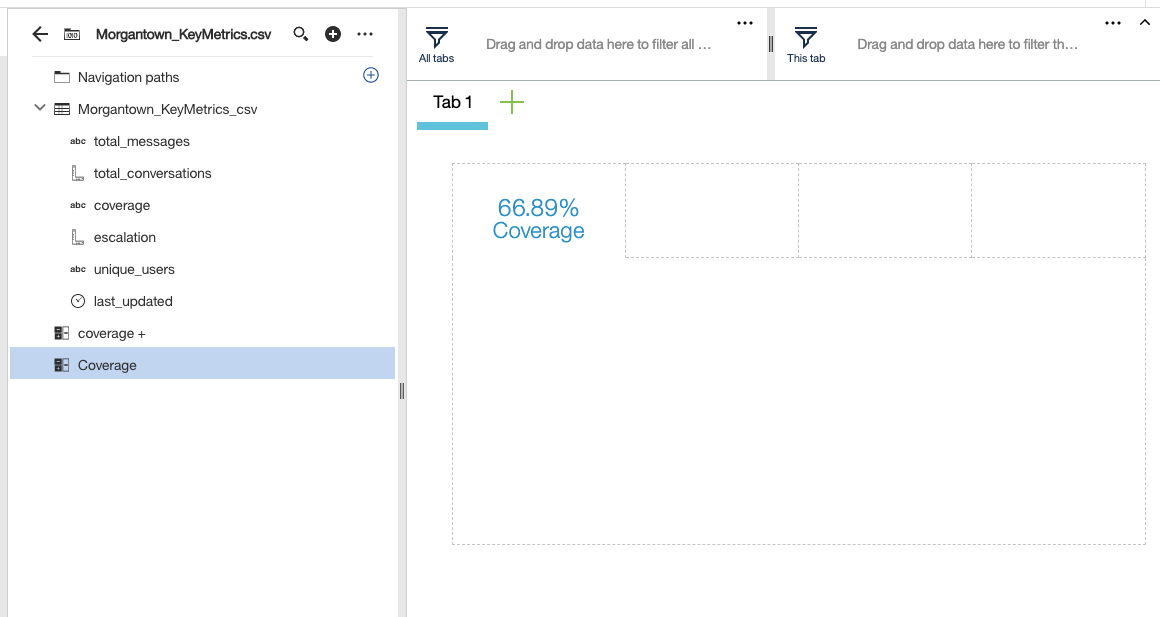 Morgantown_KeyMetrics.csv
Navigation paths
Morgantown_KeyMetrics_csv
abc total_messages
total_conversations
abc coverage
escalation
abc unique_users
last_updated
coverage +
Coverage
All tabs
Drag and drop data here to filter all ...
This tab
Drag and drop data here to filter th...
Tab 1
66.89%
Coverage